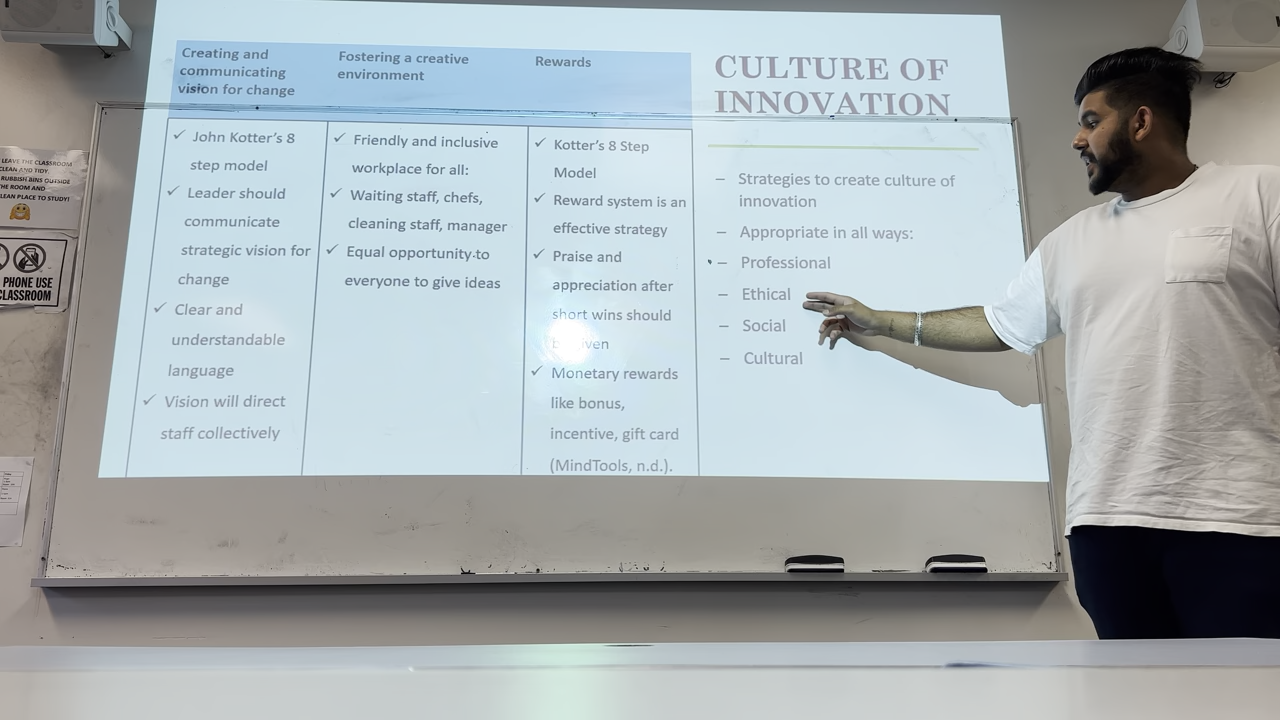 Creating and
communicating
vision for change
John Kotter's 8
step model
Leader should
communicate
strategic vision for
change
Clear and
understandable
language
Vision will direct
staff collectively
Fostering a creative
environment
Friendly and inclusive
workplace for all:
Waiting staff, chefs,
cleaning staff, manager
Equal opportunity to
everyone to give ideas
Rewards
Kotter's 8 Step
Model
Reward system is an
effective strategy
Praise and
appreciation after
short wins should
Monetary rewards
like bonus,
incentive, gift card
(MindTools, n.d.).
CULTURE OF
INNOVATION
– Strategies to create culture of
innovation
– Appropriate in all ways:
– Professional
– Ethical
– Social
– Cultural
LEAVE THE CLASSROOM
CLEAN AND TIDY.
RUBBISH BINS OUTSIDE
THE ROOM AND
PLACE TO STUDY!
PHONE USE
CLASSROOM